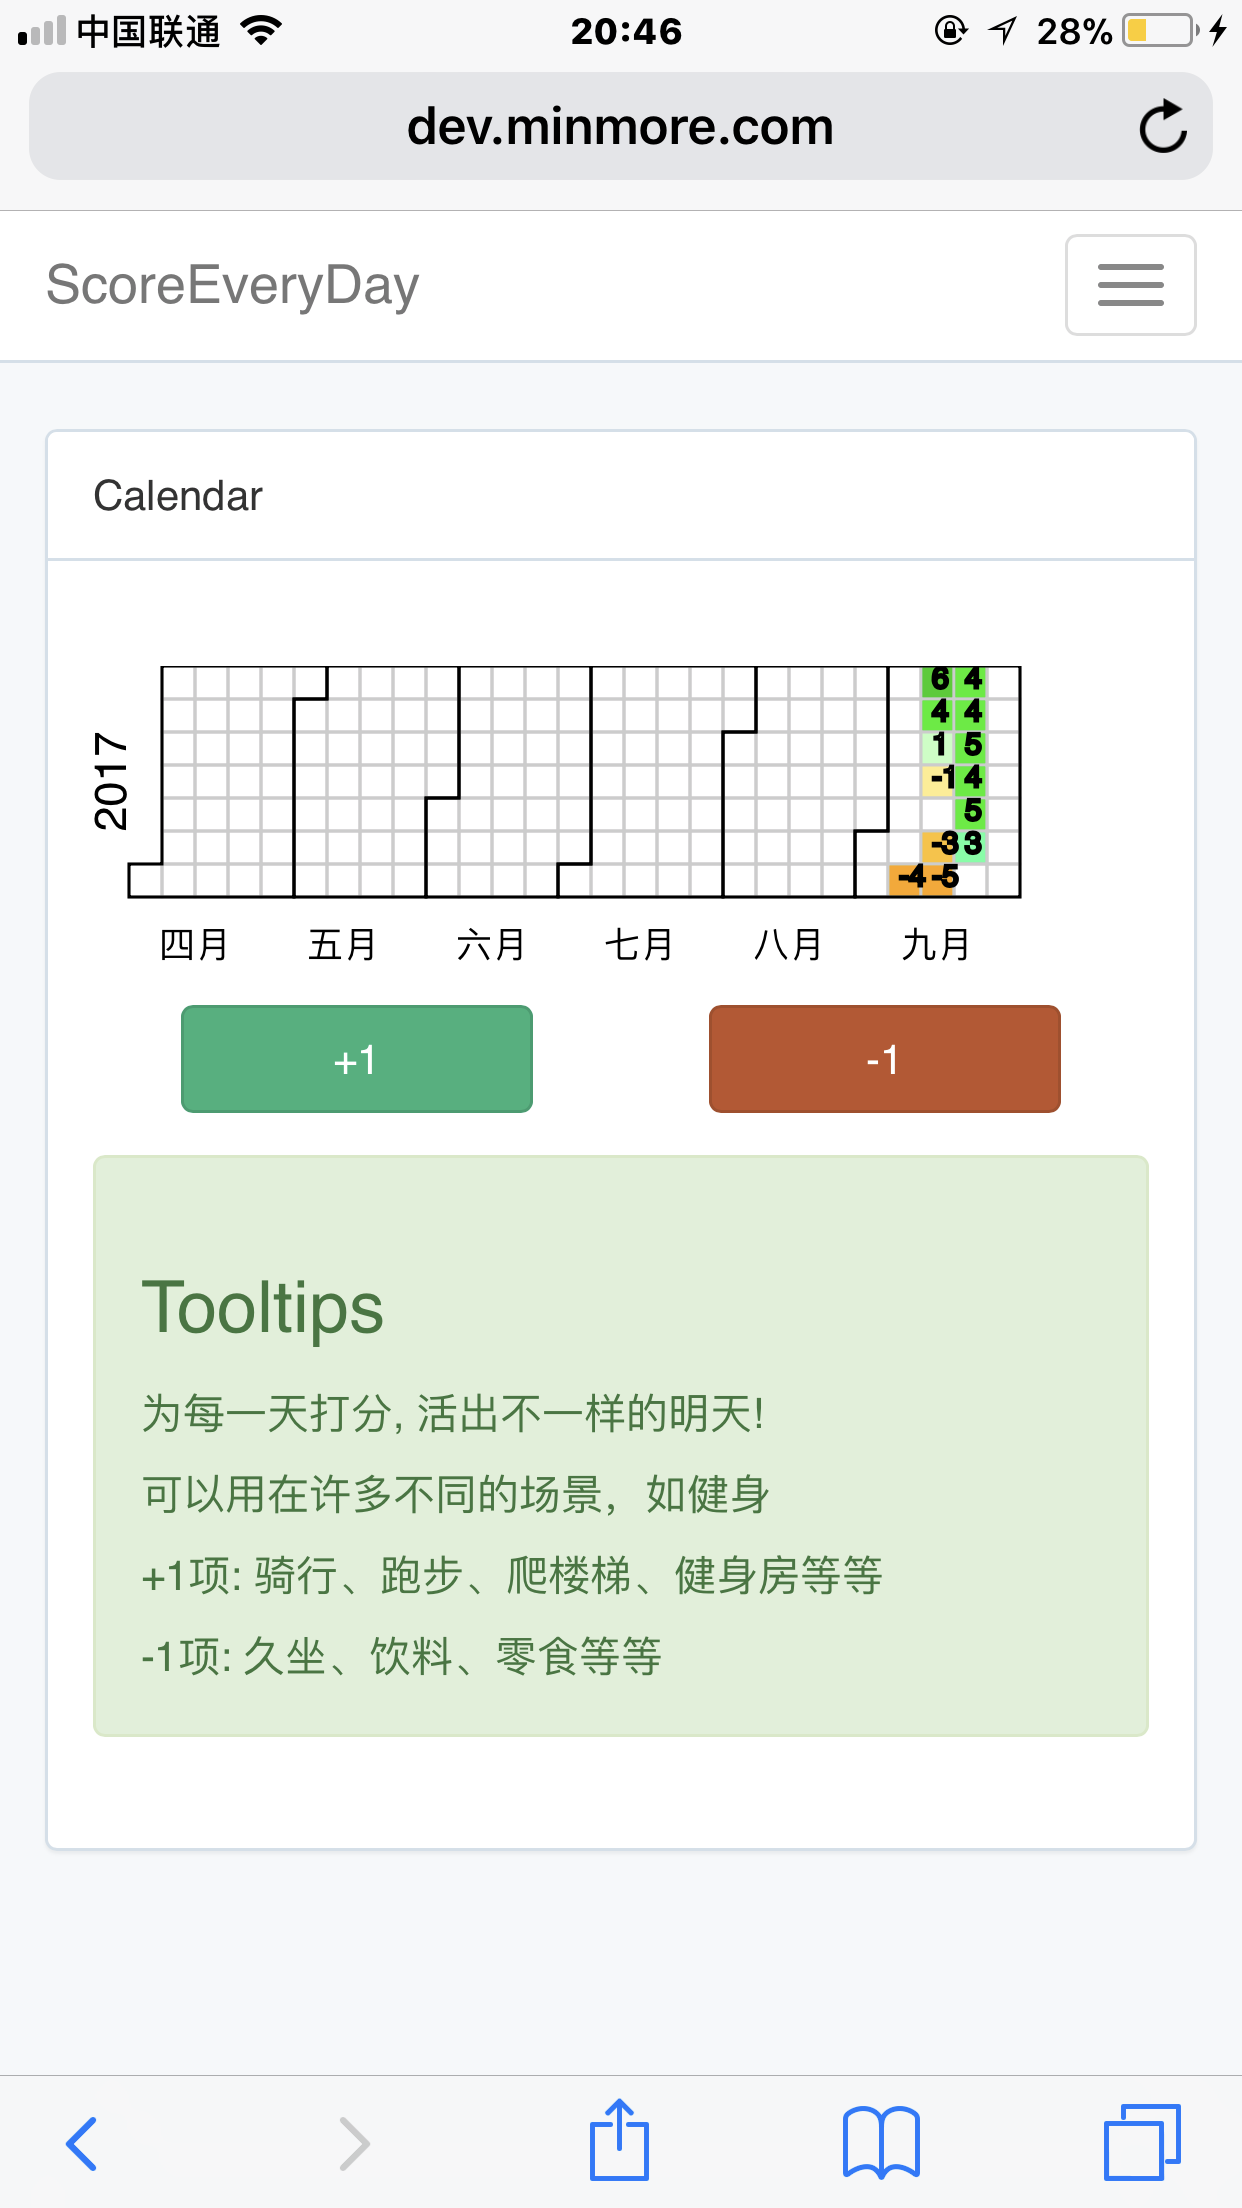 中国联通 20:46 28%
dev.minmore.com
ScoreEveryDay
Calendar
2017
6 4
4 4
1 5
-1 4
5
-3 3
-4 -5
四月 五月 六月 七月 八月 九月
+1 -1
Tooltips
为每一天打分, 活出不一样的明天!
可以用在许多不同的场景，如健身
+1项: 骑行、跑步、爬楼梯、健身房等等
-1项: 久坐、饮料、零食等等